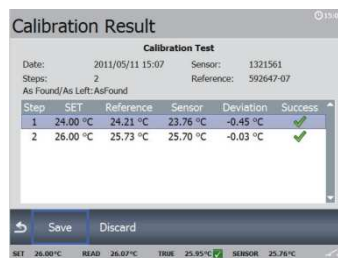 15:0
Calibration Result
Calibration Test
Date: 2011/05/11 15:07 Sensor: 1321561
Steps: 2 Reference: 592647-07
As Found/As Left: AsFound
Step SET Reference Sensor Deviation Success
1 24.00 °C 24.21 °C 23.76 °C -0.45 °C
2 26.00 °C 25.73 °C 25.70 °C -0.03 °C
Save Discard
SET 26.00°C READ 26.07°C TRUE 25.95°C SENSOR 25.76°C